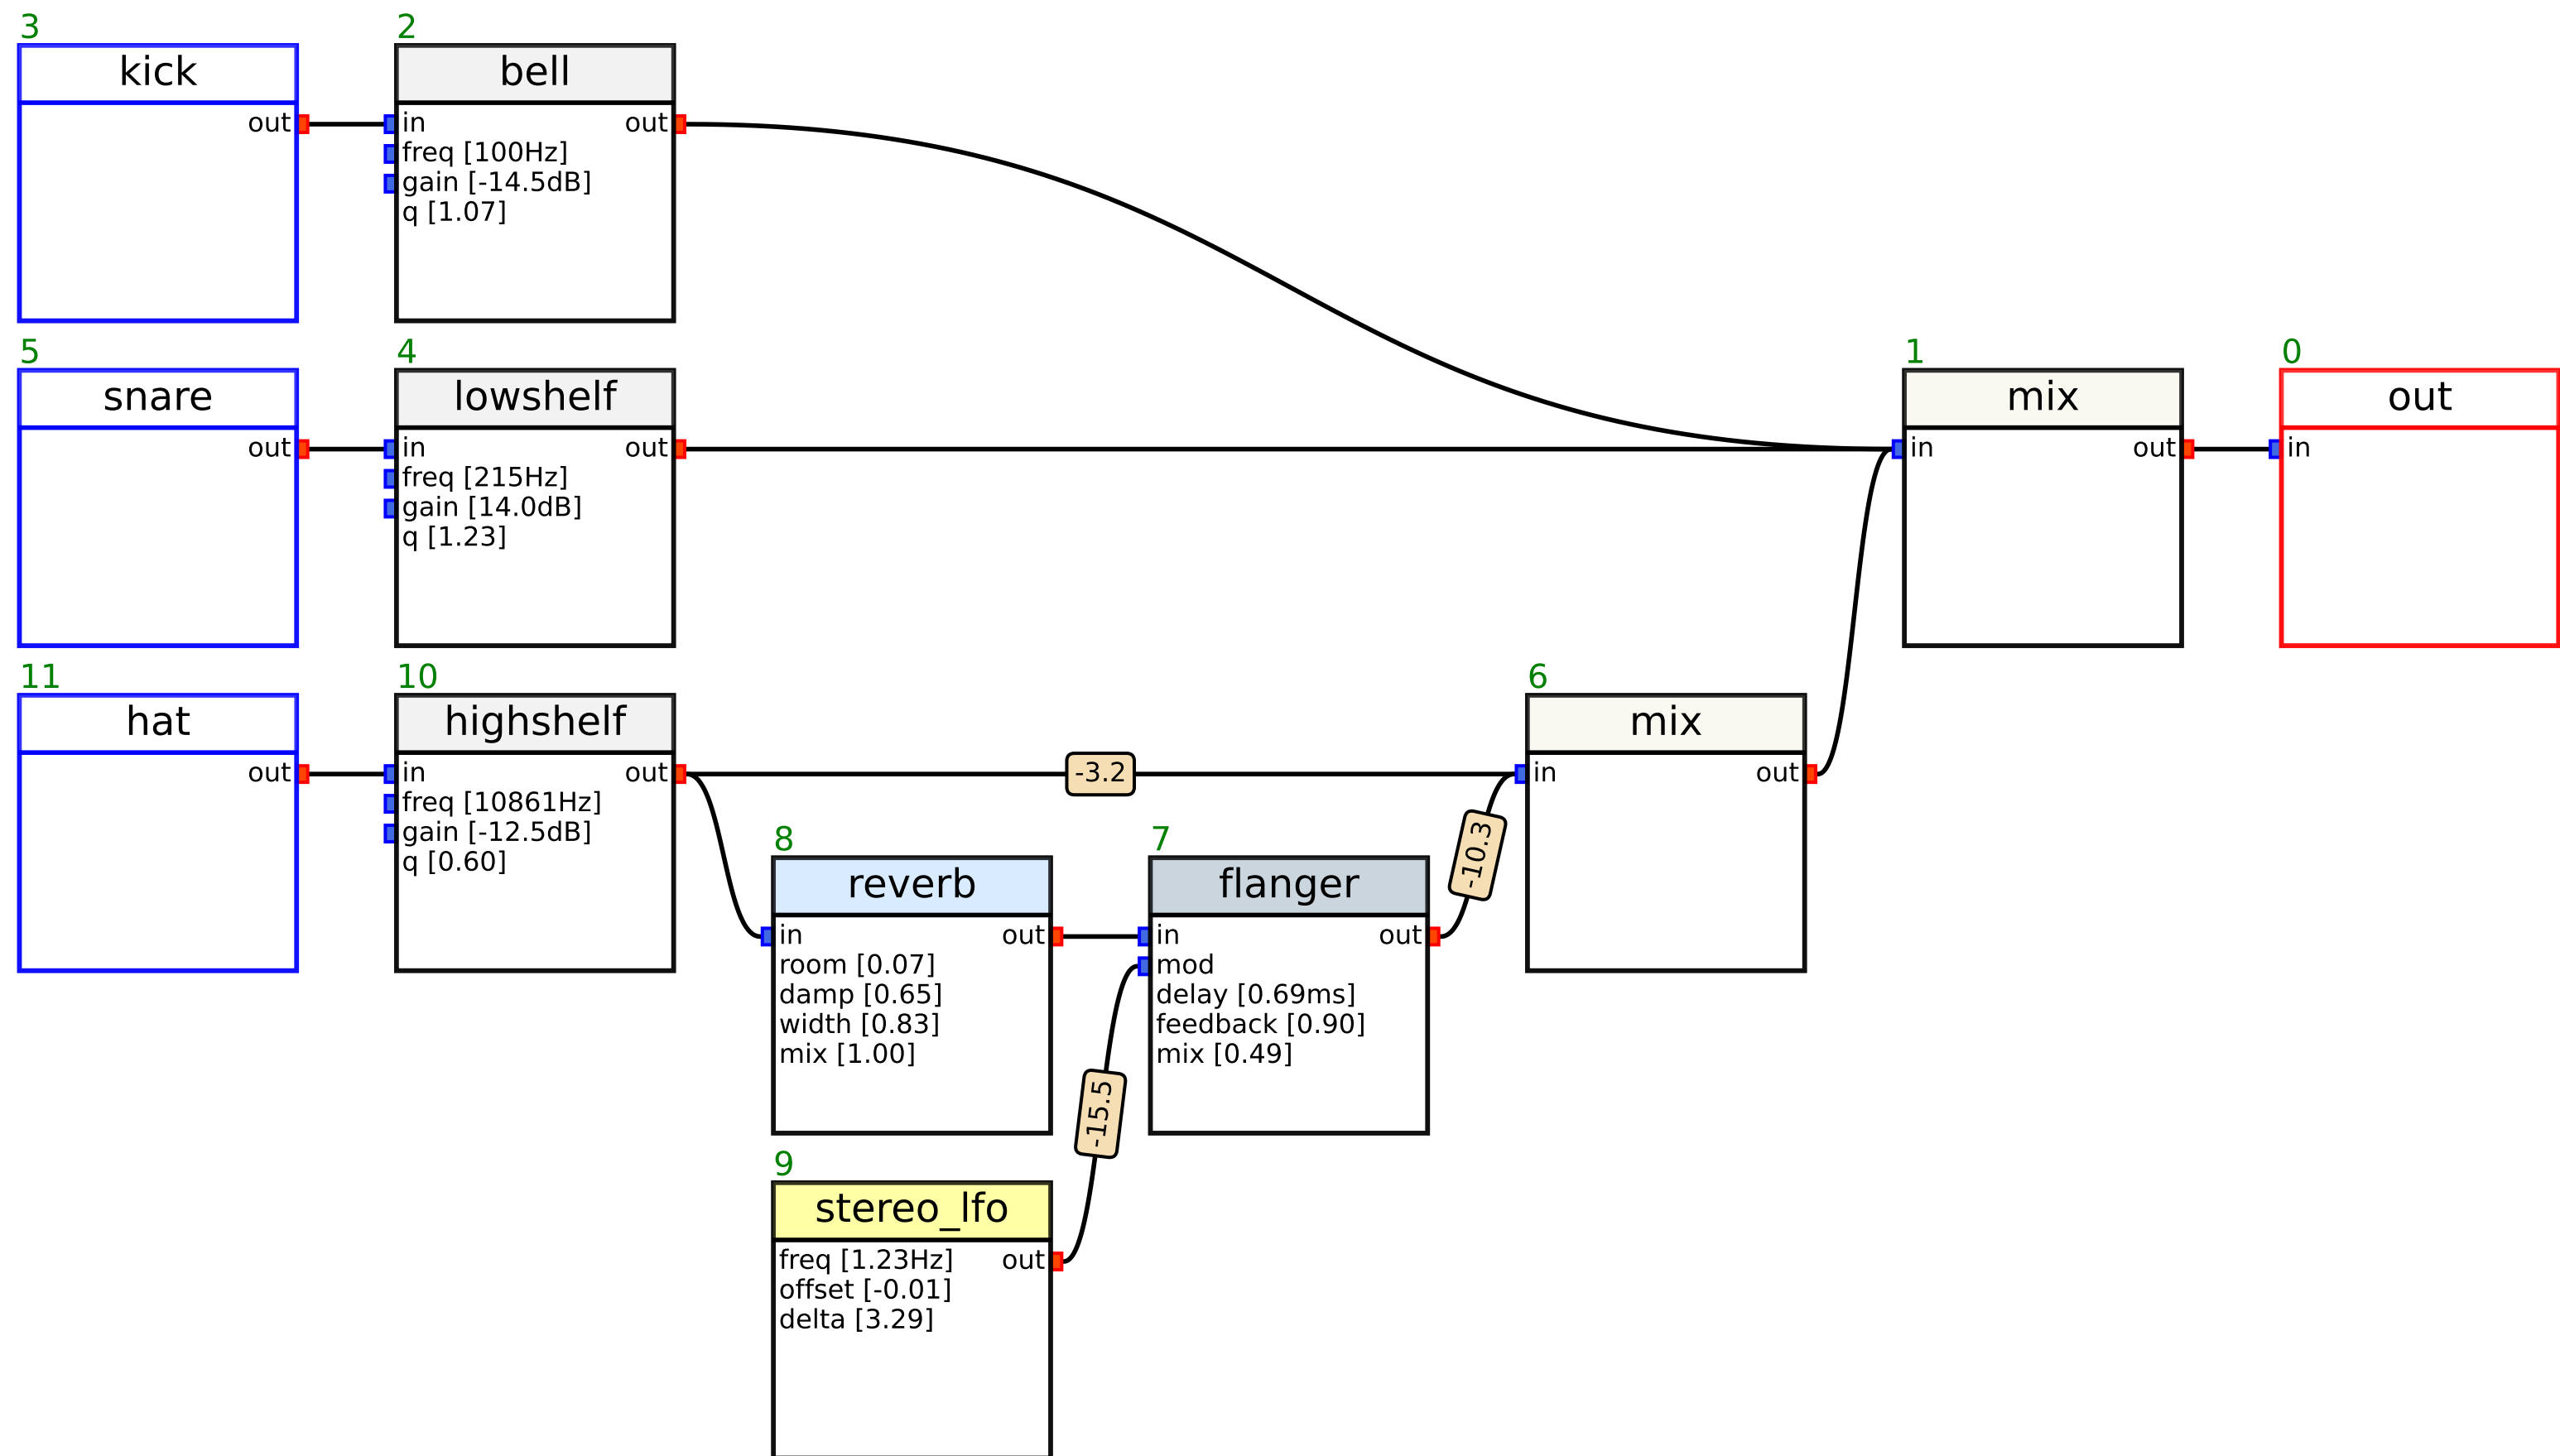 3
kick
out
2
bell
in out
freq [100Hz]
gain [-14.5dB]
q [1.07]
5
snare
out
4
lowshelf
in out
freq [215Hz]
gain [14.0dB]
q [1.23]
1
mix
in out
0
out
in
11
hat
out
10
highshelf
in out
freq [10861Hz]
gain [-12.5dB]
q [0.60]
-3.2
6
mix
in out
-10.3
8
reverb
in out
room [0.07]
damp [0.65]
width [0.83]
mix [1.00]
7
flanger
in out
mod
delay [0.69ms]
feedback [0.90]
mix [0.49]
-15.5
9
stereo_lfo
freq [1.23Hz] out
offset [-0.01]
delta [3.29]